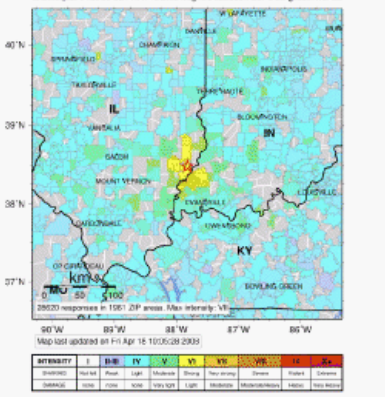 W LAFAYETTE
DANVILLE
40°N
CHAMPAIGN
SPRINGFIELD
INDIANAPOLIS
TAYLORVILLE
TERRE HAUTE
IL
BLOOMINGTON
39°N
VANDALIA
IN
SALEM
MOUNT VERNON
LOUISVILLE
38°N
EVANSVILLE
CARBONDALE
OWENSBORO
KY
CP GIRARDEAU
37°N
km
BOWLING GREEN
MO
0 50 100
28620 responses in 1981 ZIP areas. Max intensity: VII
90°W 89°W 88°W 87°W 86°W
Map last updated on Fri Apr 18 10:05:28 2008
INTENSITY I II-III IV V VI VII VIII IX X+
SHAKING Not felt Weak Light Moderate Strong Very strong Severe Violent Extreme
DAMAGE none none none Very light Light Moderate Moderate/Heavy Heavy Very Heavy